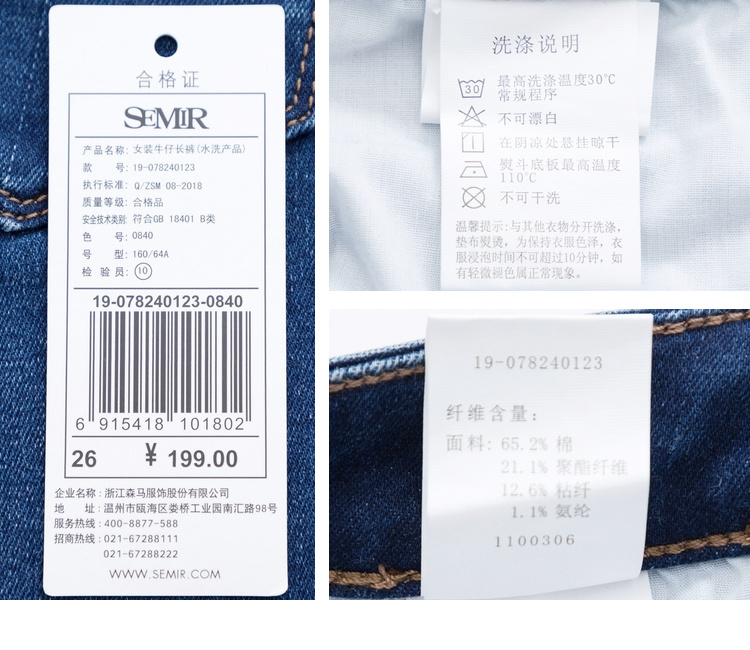 合格证
SEMIR
产品名称: 女装牛仔长裤(水洗产品)
款 号: 19-078240123
执行标准: Q/ZSM 08-2018
质量等级: 合格品
安全技术类别: 符合GB 18401 B类
色 号: 0840
号 型: 160/64A
检 验 员: 10
19-078240123-0840
6 915418 101802
26 ¥ 199.00
企业名称: 浙江森马服饰股份有限公司
地 址: 温州市瓯海区娄桥工业园南汇路98号
服务热线: 400-8877-588
招商热线: 021-67288111
021-67288222
WWW.SEMIR.COM
洗涤说明
30 最高洗涤温度30℃
常规程序
不可漂白
在阴凉处悬挂晾干
熨斗底板最高温度
110℃
不可干洗
温馨提示:与其他衣物分开洗涤,
垫布熨烫,为保持衣服色泽,衣
服浸泡时间不可超过10分钟,如
有轻微褪色属正常现象。
19-078240123
纤维含量:
面料: 65.2% 棉
21.1% 聚酯纤维
12.6% 粘纤
1.1% 氨纶
1100306